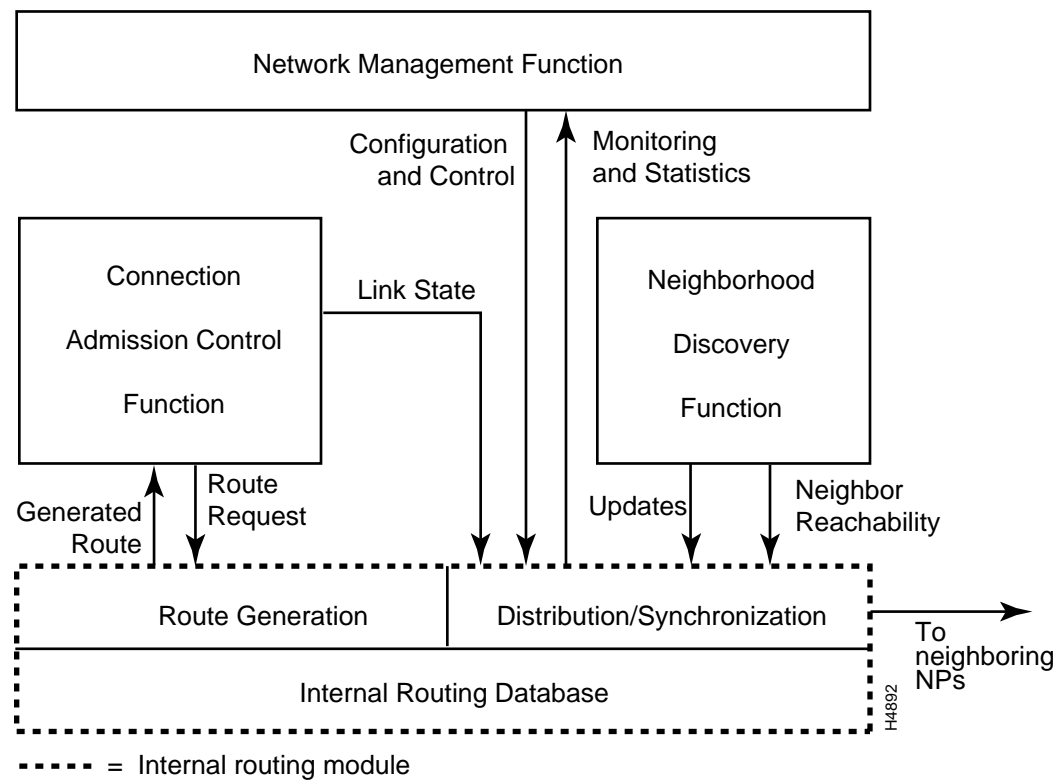 Network Management Function
Configuration
and Control
Monitoring
and Statistics
Connection
Admission Control
Function
Link State
Neighborhood
Discovery
Function
Generated
Route
Route
Request
Updates
Neighbor
Reachability
Route Generation
Distribution/Synchronization
To
neighboring
NPs
Internal Routing Database
H4892
= Internal routing module